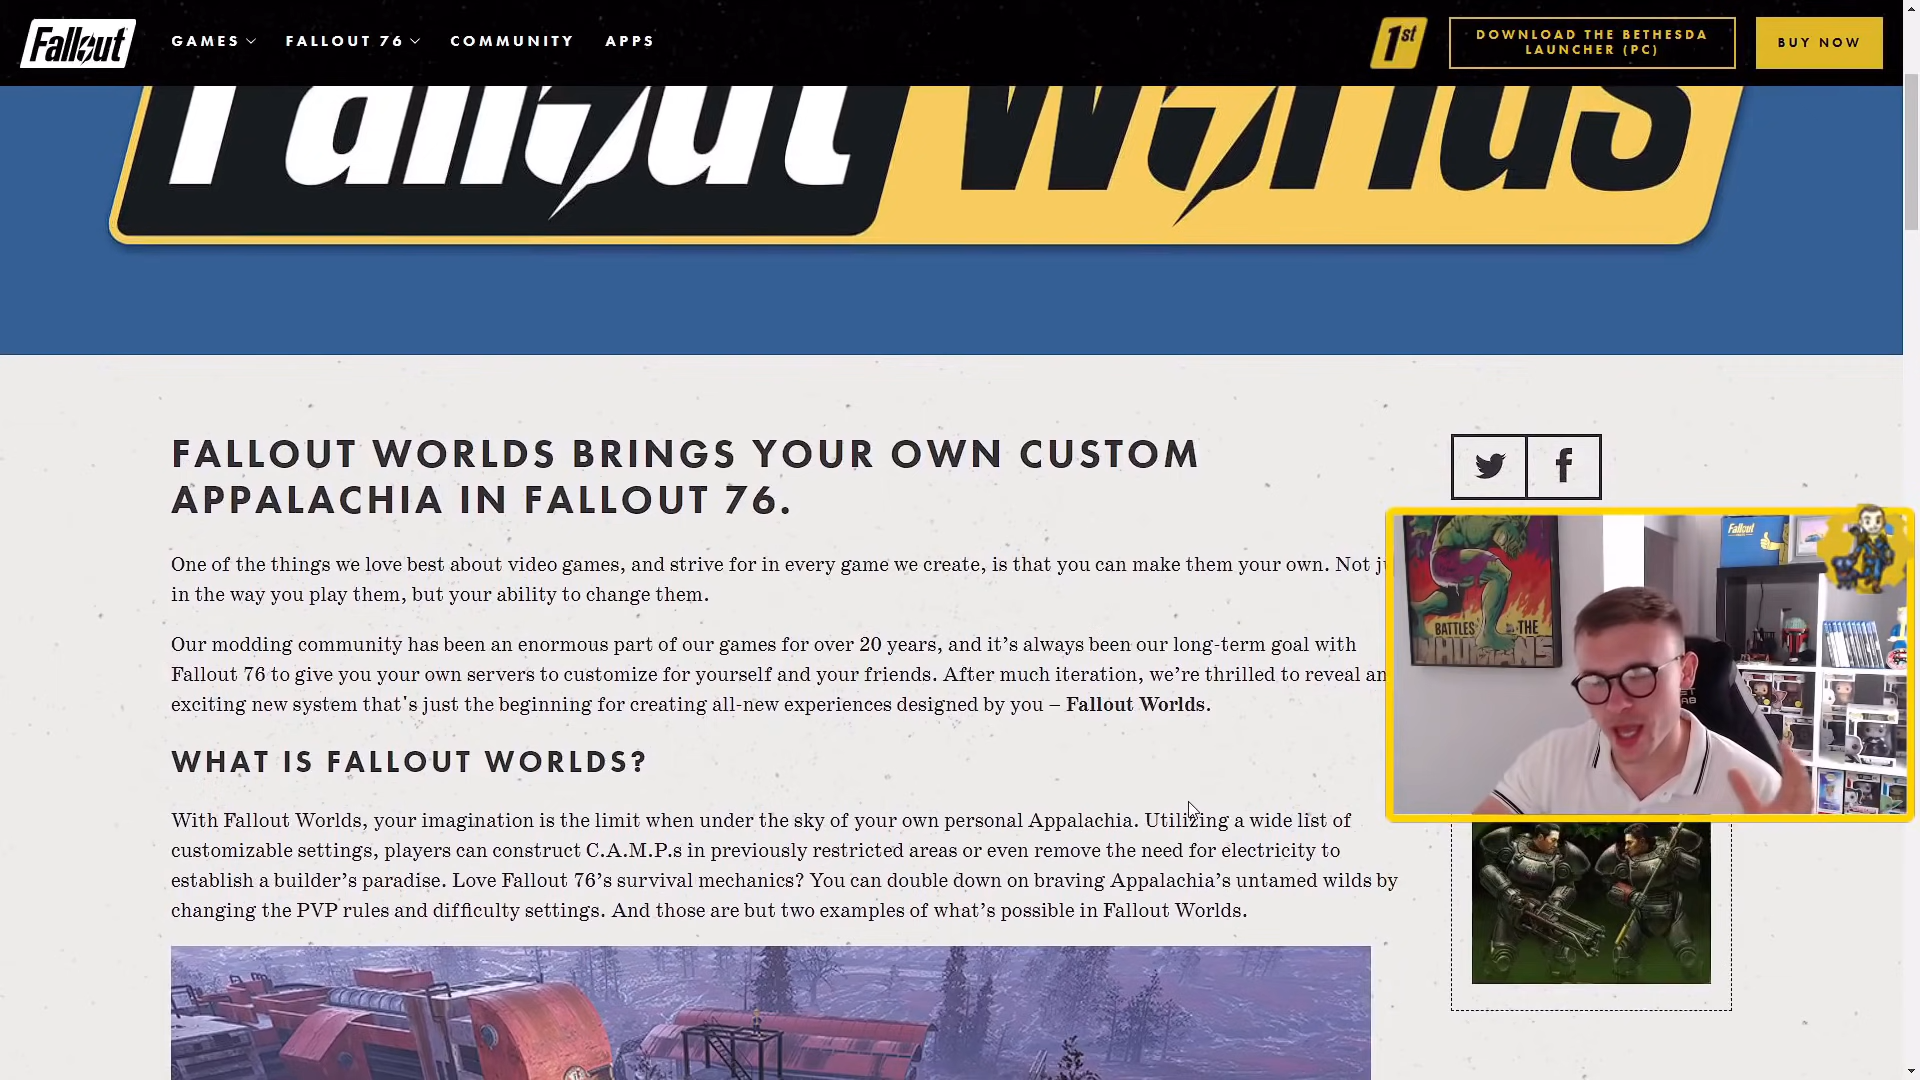 Fallout
GAMES
FALLOUT 76
COMMUNITY
APPS
1st
DOWNLOAD THE BETHESDA
LAUNCHER (PC)
BUY NOW
Fallout Worlds
FALLOUT WORLDS BRINGS YOUR OWN CUSTOM
APPALACHIA IN FALLOUT 76.
One of the things we love best about video games, and strive for in every game we create, is that you can make them your own. Not
in the way you play them, but your ability to change them.
Our modding community has been an enormous part of our games for over 20 years, and it’s always been our long-term goal with
Fallout 76 to give you your own servers to customize for yourself and your friends. After much iteration, we’re thrilled to reveal an
exciting new system that's just the beginning for creating all-new experiences designed by you – Fallout Worlds.
WHAT IS FALLOUT WORLDS?
With Fallout Worlds, your imagination is the limit when under the sky of your own personal Appalachia. Utilizing a wide list of
customizable settings, players can construct C.A.M.P.s in previously restricted areas or even remove the need for electricity to
establish a builder’s paradise. Love Fallout 76’s survival mechanics? You can double down on braving Appalachia’s untamed wilds by
changing the PVP rules and difficulty settings. And those are but two examples of what’s possible in Fallout Worlds.
BATTLES THE
INHUMANS
Fallout